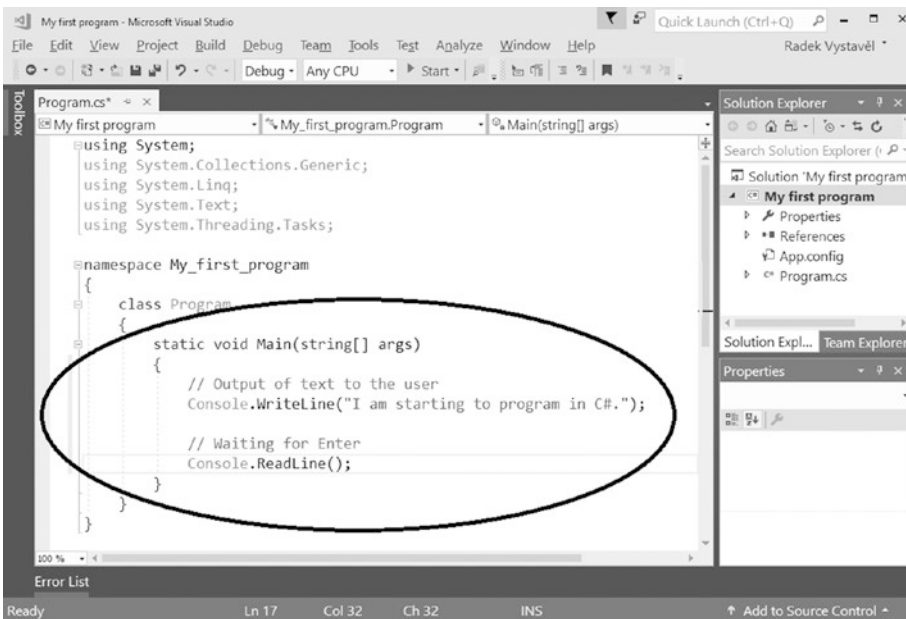 My first program - Microsoft Visual Studio
Quick Launch (Ctrl+Q)
File Edit View Project Build Debug Team Tools Test Analyze Window Help
Radek Vystavěl
Debug Any CPU Start
Toolbox
Program.cs*
My first program My_first_program.Program Main(string[] args)
using System;
using System.Collections.Generic;
using System.Linq;
using System.Text;
using System.Threading.Tasks;
namespace My_first_program
{
class Program
{
static void Main(string[] args)
{
// Output of text to the user
Console.WriteLine("I am starting to program in C#.");
// Waiting for Enter
Console.ReadLine();
}
}
}
100 %
Solution Explorer
Search Solution Explorer (
Solution 'My first program
C# My first program
Properties
References
App.config
C# Program.cs
Solution Expl... Team Explorer
Properties
Error List
Ready Ln 17 Col 32 Ch 32 INS Add to Source Control